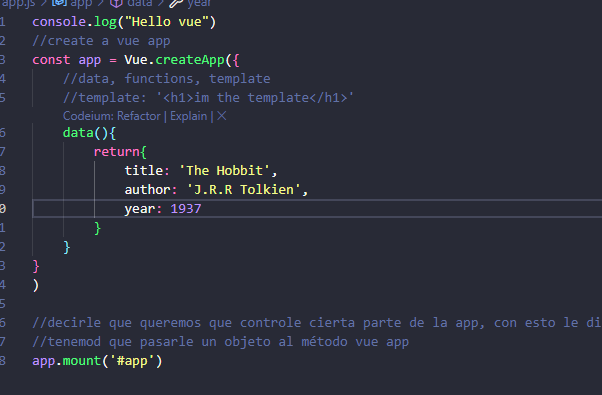 app.js > app > data > year
1 console.log("Hello vue")
2 //create a vue app
3 const app = Vue.createApp({
4 //data, functions, template
5 //template: '<h1>im the template</h1>'
Codeium: Refactor | Explain | ✕
6 data(){
7 return{
8 title: 'The Hobbit',
9 author: 'J.R.R Tolkien',
0 year: 1937
1 }
2 }
3 }
4 )
5
6 //decirle que queremos que controle cierta parte de la app, con esto le di
7 //tenemod que pasarle un objeto al método vue app
8 app.mount('#app')